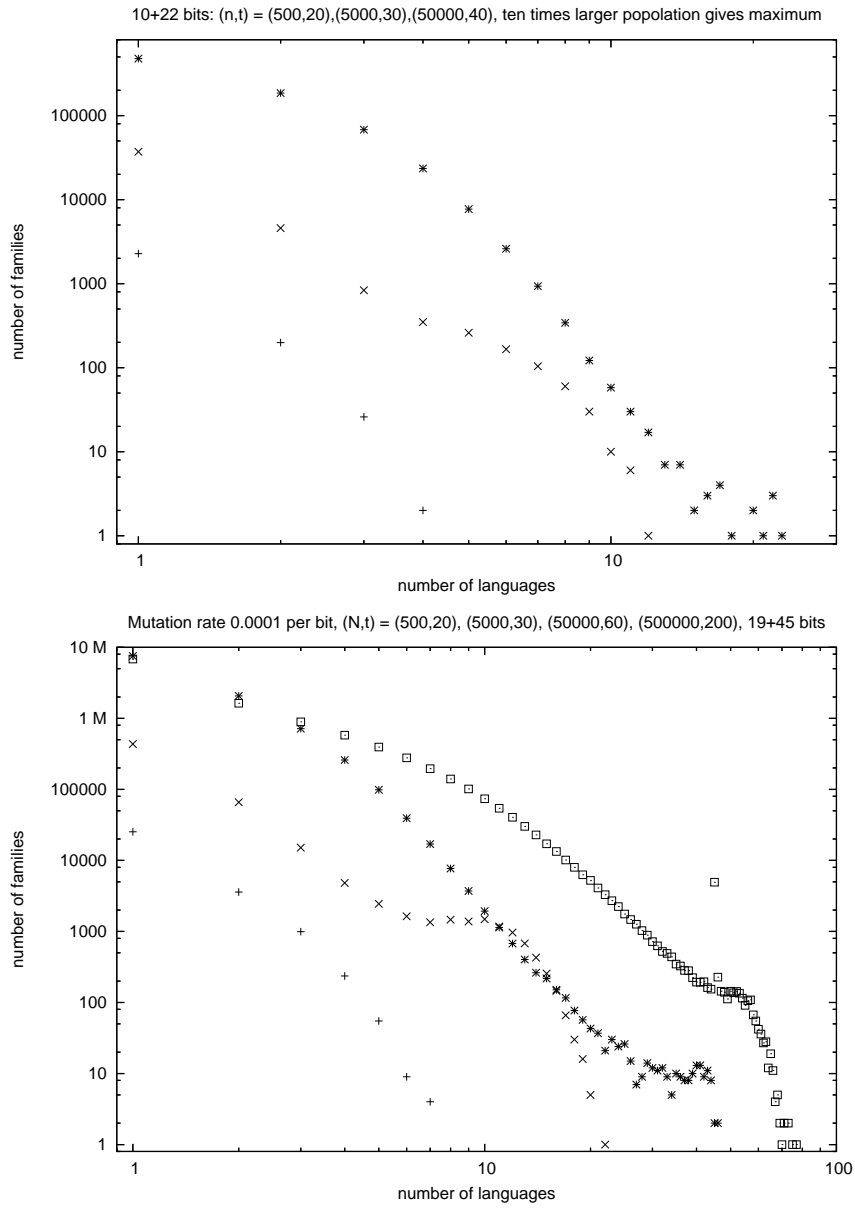 10+22 bits: (n,t) = (500,20),(5000,30),(50000,40), ten times larger popolation gives maximum
100000
10000
1000
100
10
1
number of families
1
10
number of languages
Mutation rate 0.0001 per bit, (N,t) = (500,20), (5000,30), (50000,60), (500000,200), 19+45 bits
10 M
1 M
100000
10000
1000
100
10
1
number of families
1
10
100
number of languages